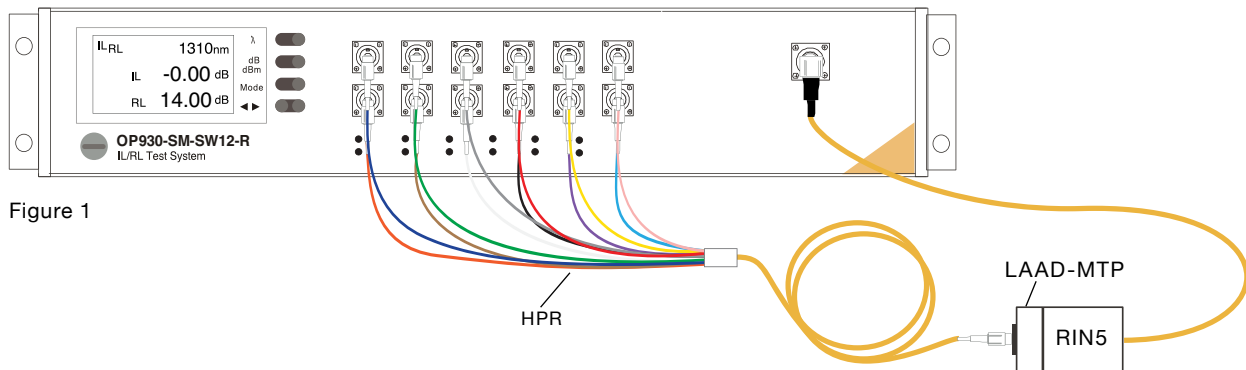 IL RL 1310nm
IL -0.00 dB
RL 14.00 dB
λ
dB
dBm
Mode
◄ ►
OP930-SM-SW12-R
IL/RL Test System
Figure 1
HPR
LAAD-MTP
RIN5